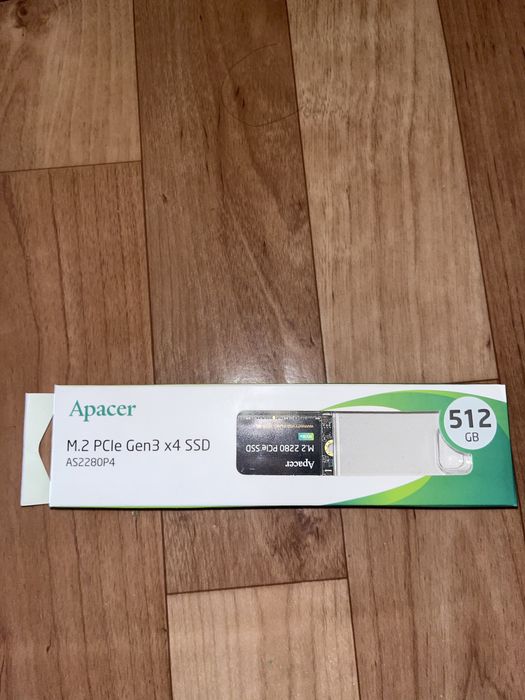 Apacer
M.2 PCIe Gen3 x4 SSD
AS2280P4
512
GB
Apacer
M.2 2280 PCIe SSD